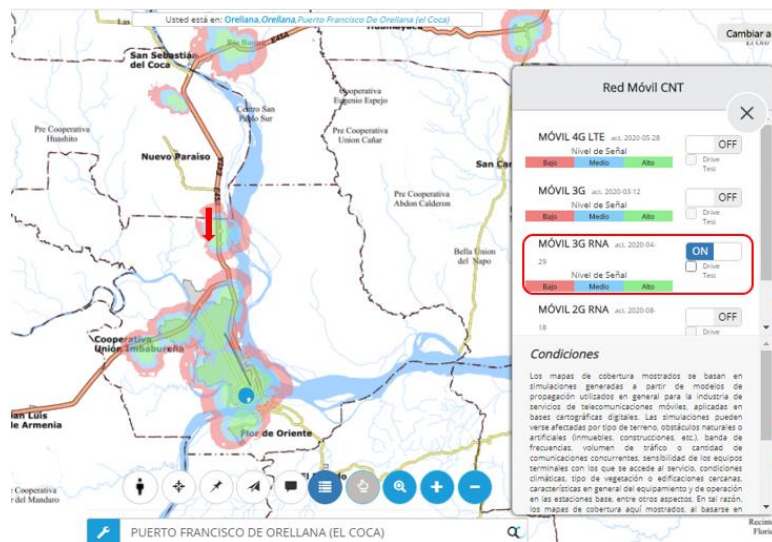 Usted está en: Orellana,Orellana,Puerto Francisco De Orellana (el Coca)
Cambiar a
San Sebastián
del Coca
E45A
Centro San
Pablo Sur
Cooperativa
Eugenio Espejo
Pre Cooperativa
Huashito
Pre Cooperativa
Union Cañar
Nuevo Paraíso
San Car
Pre Cooperativa
Abdon Calderon
Bella Union
del Napo
Cooperativa
Unión Imbabureña
an Luis
de Armenia
Flor de Oriente
e Cooperativa
r del Mandaro
Red Móvil CNT
MÓVIL 4G LTE act. 2020-05-28
Nivel de Señal
Bajo Medio Alto
OFF
Drive
Test
MÓVIL 3G act. 2020-03-12
Nivel de Señal
Bajo Medio Alto
OFF
Drive
Test
MÓVIL 3G RNA act. 2020-04-
29
Nivel de Señal
Bajo Medio Alto
ON
Drive
Test
MÓVIL 2G RNA act. 2020-08-
18
OFF
Drive
Condiciones
Los mapas de cobertura mostrados se basan en
simulaciones generadas a partir de modelos de
propagación utilizados en general para la industria de
servicios de telecomunicaciones móviles, aplicadas en
bases cartográficas digitales. Las simulaciones pueden
verse afectadas por tipo de terreno, obstáculos naturales o
artificiales (inmuebles, construcciones, etc.), banda de
frecuencias, volumen de tráfico o cantidad de
comunicaciones concurrentes, sensibilidad de los equipos
terminales con los que se accede al servicio, condiciones
climáticas, tipo de vegetación o edificaciones cercanas,
características en general del equipamiento y de operación
en las estaciones base, entre otros aspectos. En tal razón,
los mapas de cobertura aquí mostrados, al basarse en
PUERTO FRANCISCO DE ORELLANA (EL COCA)
Recin
Flori